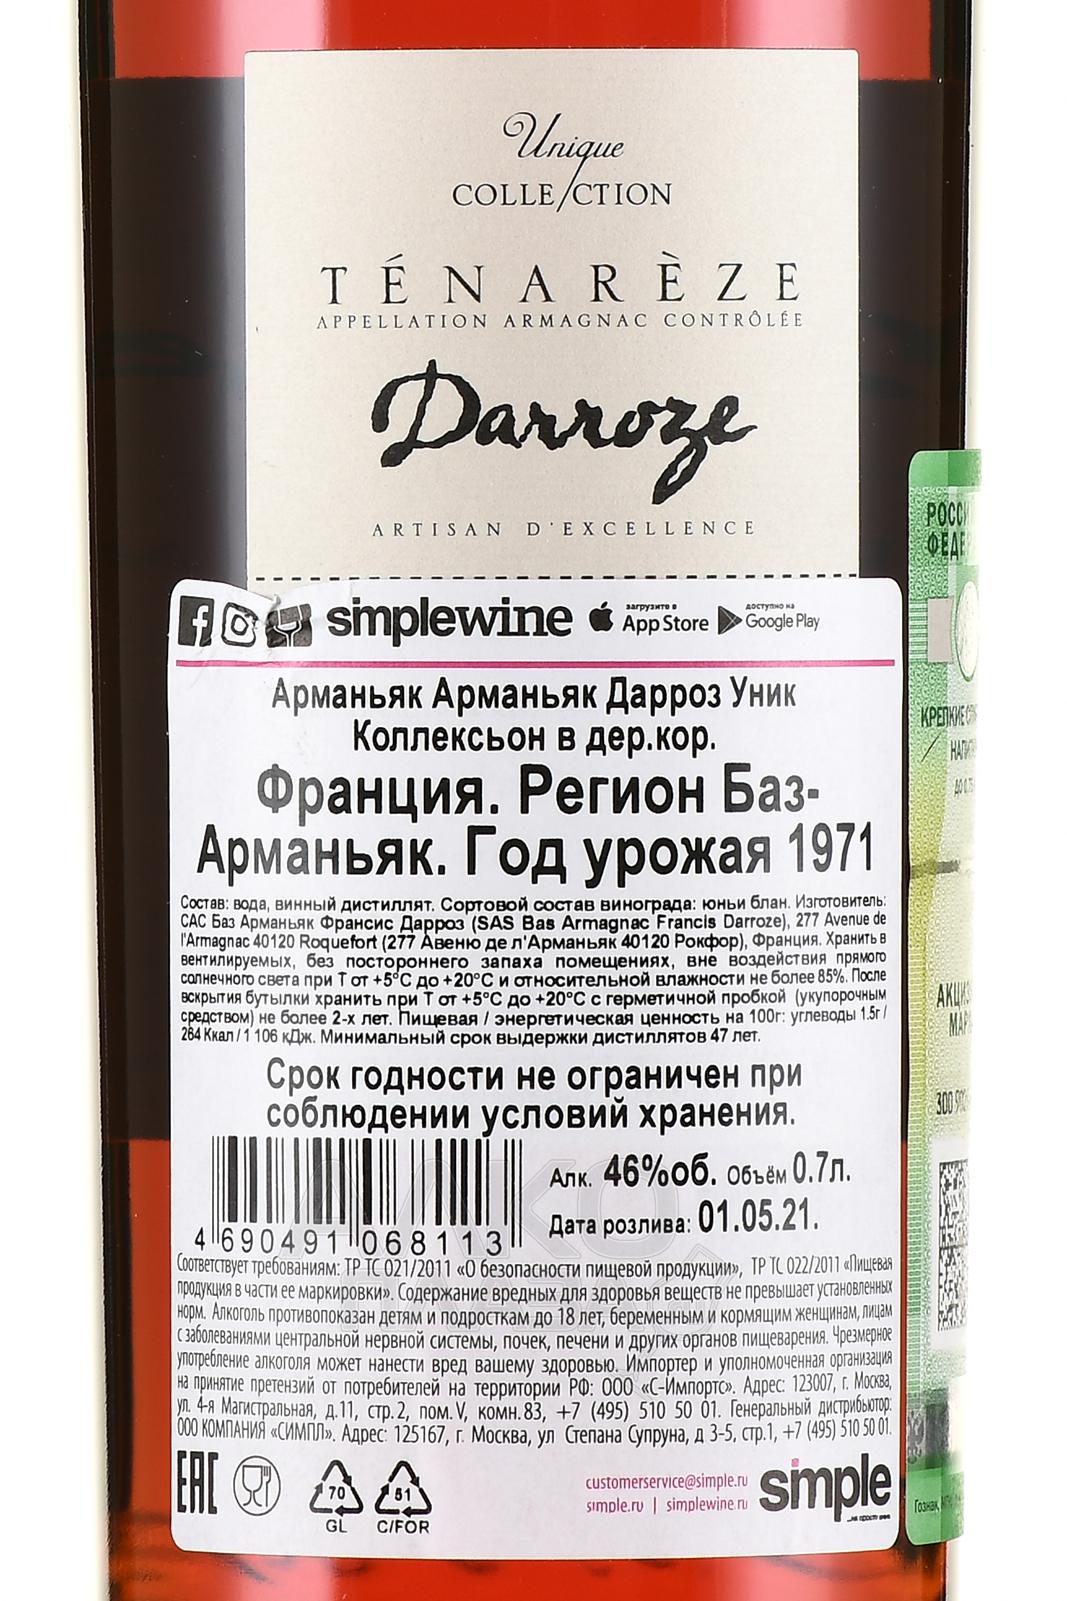 Unique
COLLECTION
TÉNARÈZE
APPELLATION ARMAGNAC CONTRÔLÉE
Darroze
ARTISAN D'EXCELLENCE
simplewine загрузите в App Store доступно на Google Play
Арманьяк Арманьяк Дарроз Уник
Коллексьон в дер.кор.
Франция. Регион Баз-
Арманьяк. Год урожая 1971
Состав: вода, винный дистиллят. Сортовой состав винограда: юньи блан. Изготовитель:
САС Баз Арманьяк Франсис Дарроз (SAS Bas Armagnac Francis Darroze), 277 Avenue de
l'Armagnac 40120 Roquefort (277 Авеню де л'Арманьяк 40120 Рокфор), Франция. Хранить в
вентилируемых, без постороннего запаха помещениях, вне воздействия прямого
солнечного света при Т от +5°С до +20°С и относительной влажности не более 85%. После
вскрытия бутылки хранить при Т от +5°С до +20°С с герметичной пробкой (укупорочным
средством) не более 2-х лет. Пищевая / энергетическая ценность на 100г: углеводы 1.5г /
264 Ккал / 1 106 кДж. Минимальный срок выдержки дистиллятов 47 лет.
Срок годности не ограничен при
соблюдении условий хранения.
Алк. 46%об. Объём 0.7л.
Дата розлива: 01.05.21.
4 690491 068113
Соответствует требованиям: ТР ТС 021/2011 «О безопасности пищевой продукции», ТР ТС 022/2011 «Пищевая
продукция в части ее маркировки». Содержание вредных для здоровья веществ не превышает установленных
норм. Алкоголь противопоказан детям и подросткам до 18 лет, беременным и кормящим женщинам, лицам
с заболеваниями центральной нервной системы, почек, печени и других органов пищеварения. Чрезмерное
употребление алкоголя может нанести вред вашему здоровью. Импортер и уполномоченная организация
на принятие претензий от потребителей на территории РФ: ООО «С-Импортс». Адрес: 123007, г. Москва,
ул. 4-я Магистральная, д.11, стр.2, пом.V, комн.83, +7 (495) 510 50 01. Генеральный дистрибьютор:
ООО КОМПАНИЯ «СИМПЛ». Адрес: 125167, г. Москва, ул Степана Супруна, д 3-5, стр.1, +7 (495) 510 50 01.
EAC
70
GL
51
C/FOR
customerservice@simple.ru
simple.ru | simplewine.ru
simple
...не просто вино
РОССИ
ФЕДЕР
КРЕПКИЕ
АКЦИЗ
МАР
300
Гознак